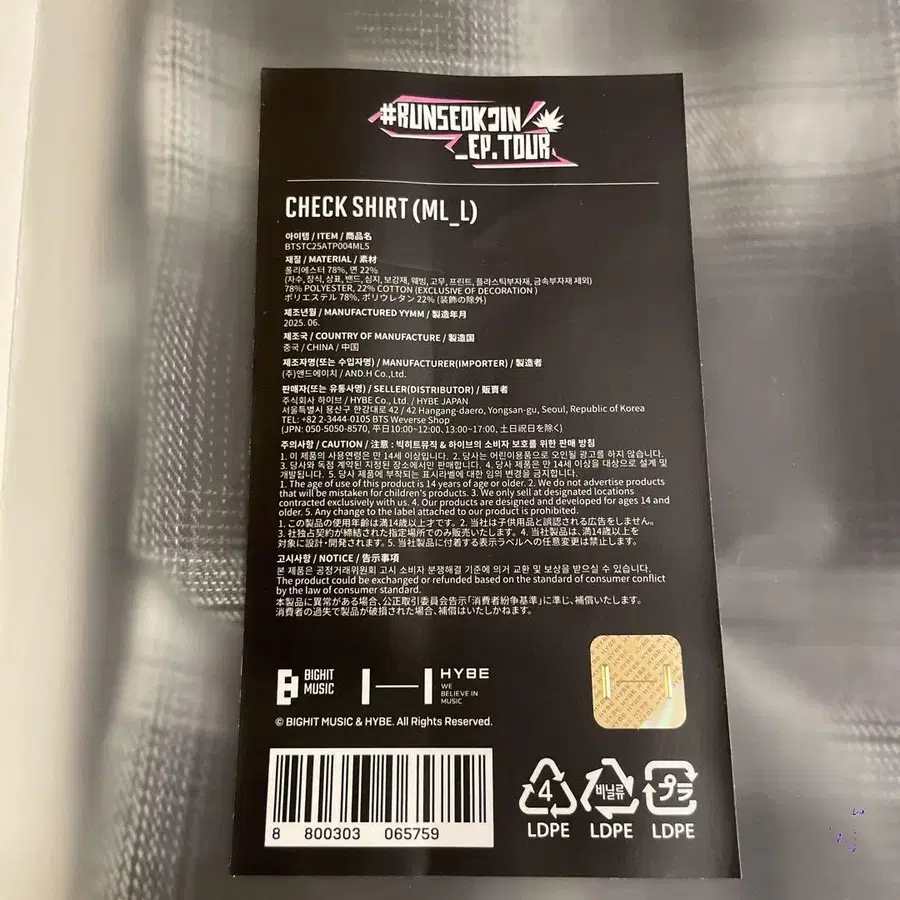 #RUNSEOKJIN
_EP.TOUR
CHECK SHIRT (ML_L)
아이템 / ITEM / 商品名
BTSTC25ATP004ML5
재질 / MATERIAL / 素材
폴리에스터 78%, 면 22%
(자수, 장식, 상표, 밴드, 심지, 보강재, 웨빙, 고무, 프린트, 플라스틱부자재, 금속부자재 제외)
78% POLYESTER, 22% COTTON (EXCLUSIVE OF DECORATION )
ポリエステル 78%, ポリウレタン 22% (装飾の除外)
제조년월 / MANUFACTURED YYMM / 製造年月
2025. 06.
제조국 / COUNTRY OF MANUFACTURE / 製造国
중국 / CHINA / 中国
제조자명(또는 수입자명) / MANUFACTURER(IMPORTER) / 製造者
(주)앤드에이치 / AND.H Co.,Ltd.
판매자(또는 유통사명) / SELLER(DISTRIBUTOR) / 販賣者
주식회사 하이브 / HYBE Co., Ltd. / HYBE JAPAN
서울특별시 용산구 한강대로 42 / 42 Hangang-daero, Yongsan-gu, Seoul, Republic of Korea
TEL: +82 2-3444-0105 BTS Weverse Shop
(JPN: 050-5050-8570, 平日10:00~12:00, 13:00~17:00, 土日祝日を除く)
주의사항 / CAUTION / 注意 : 빅히트뮤직 & 하이브의 소비자 보호를 위한 판매 방침
1. 이 제품의 사용연령은 만 14세 이상입니다. 2. 당사는 어린이용품으로 오인될 광고를 하지 않습니다.
3. 당사와 독점 계약된 지정된 장소에서만 판매합니다. 4. 당사 제품은 만 14세 이상을 대상으로 설계 및
개발됩니다. 5. 당사 제품에 부착되는 표시라벨에 대한 임의 변경을 금지합니다.
1. The age of use of this product is 14 years of age or older. 2. We do not advertise products
that will be mistaken for children's products. 3. We only sell at designated locations
contracted exclusively with us. 4. Our products are designed and developed for ages 14 and
older. 5. Any change to the label attached to our product is prohibited.
1. この製品の使用年齢は満14歳以上才です。 2. 当社は子供用品と誤認される広告をしません。
3. 社独占契約が締結された指定場所でのみ販売いたします。 4. 当社製品は、満14歳以上を
対象に設計・開発されます。 5. 当社製品に付着する表示ラベルへの任意変更は禁止します。
고시사항 / NOTICE / 告示事項
본 제품은 공정거래위원회 고시 소비자 분쟁해결 기준에 의거 교환 및 보상을 받으실 수 있습니다.
The product could be exchanged or refunded based on the standard of consumer conflict
by the law of consumer standard.
本製品に異常がある場合、公正取引委員会告示「消費者紛争基準」に準じ、補償いたします。
消費者の過失で製品が破損された場合、補償はいたしかねます。
BIGHIT
MUSIC
HYBE
WE
BELIEVE IN
MUSIC
© BIGHIT MUSIC & HYBE. All Rights Reserved.
8 800303 065759
4
LDPE
비닐류
LDPE
プラ
LDPE